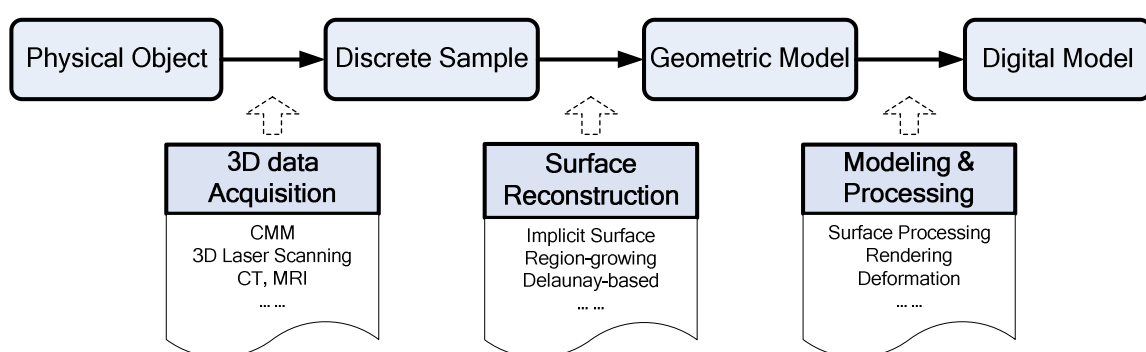 Physical Object
Discrete Sample
Geometric Model
Digital Model
3D data
Acquisition
CMM
3D Laser Scanning
CT, MRI
... ...
Surface
Reconstruction
Implicit Surface
Region-growing
Delaunay-based
... ...
Modeling &
Processing
Surface Processing
Rendering
Deformation
... ...